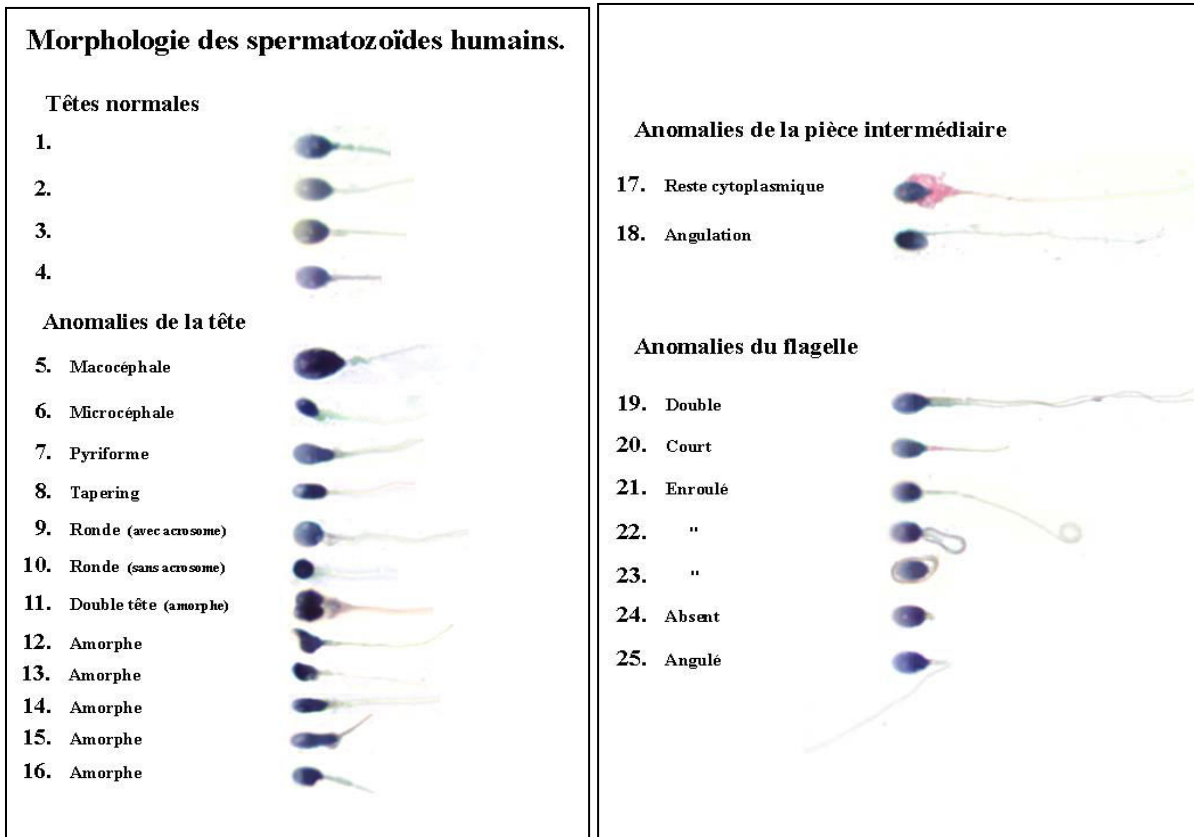 Morphologie des spermatozoïdes humains.
Têtes normales
1.
2.
3.
4.
Anomalies de la tête
5. Macocéphale
6. Microcéphale
7. Pyriforme
8. Tapering
9. Ronde (avec acrosome)
10. Ronde (sans acrosome)
11. Double tête (amorphe)
12. Amorphe
13. Amorphe
14. Amorphe
15. Amorphe
16. Amorphe
Anomalies de la pièce intermédiaire
17. Reste cytoplasmique
18. Angulation
Anomalies du flagelle
19. Double
20. Court
21. Enroulé
22. "
23. "
24. Absent
25. Angulé